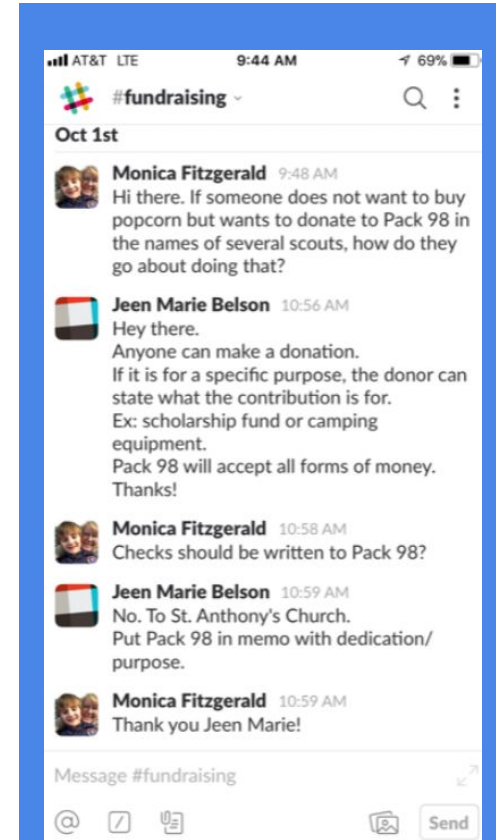 AT&T LTE 9:44 AM 69%
#fundraising
Oct 1st
Monica Fitzgerald 9:48 AM
Hi there. If someone does not want to buy
popcorn but wants to donate to Pack 98 in
the names of several scouts, how do they
go about doing that?
Jeen Marie Belson 10:56 AM
Hey there.
Anyone can make a donation.
If it is for a specific purpose, the donor can
state what the contribution is for.
Ex: scholarship fund or camping
equipment.
Pack 98 will accept all forms of money.
Thanks!
Monica Fitzgerald 10:58 AM
Checks should be written to Pack 98?
Jeen Marie Belson 10:59 AM
No. To St. Anthony's Church.
Put Pack 98 in memo with dedication/
purpose.
Monica Fitzgerald 10:59 AM
Thank you Jeen Marie!
Message #fundraising
@ / Send